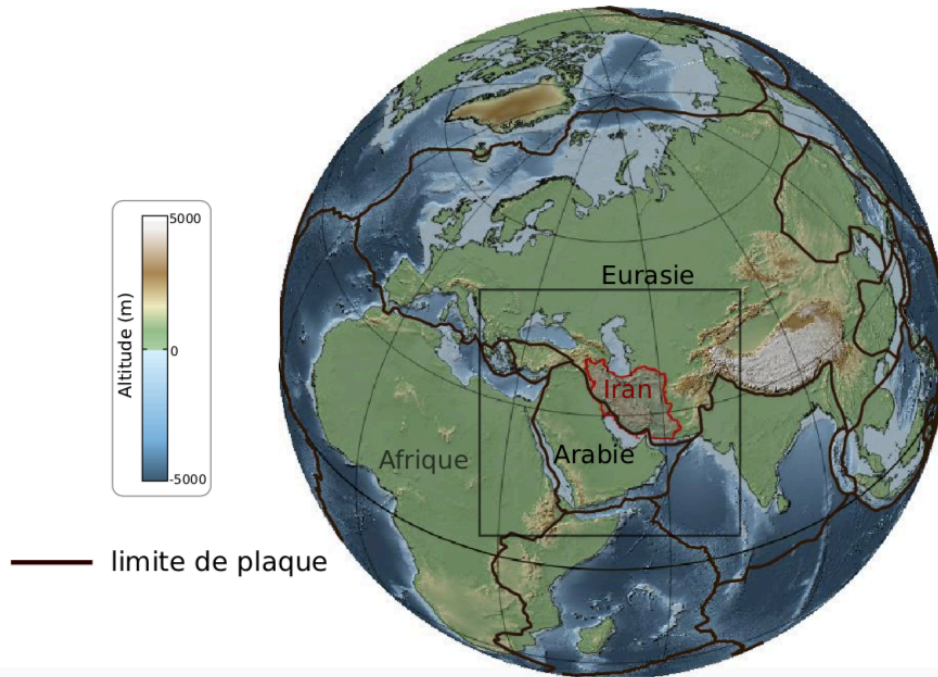 5000
0
-5000
Altitude (m)
Eurasie
Iran
Arabie
Afrique
limite de plaque